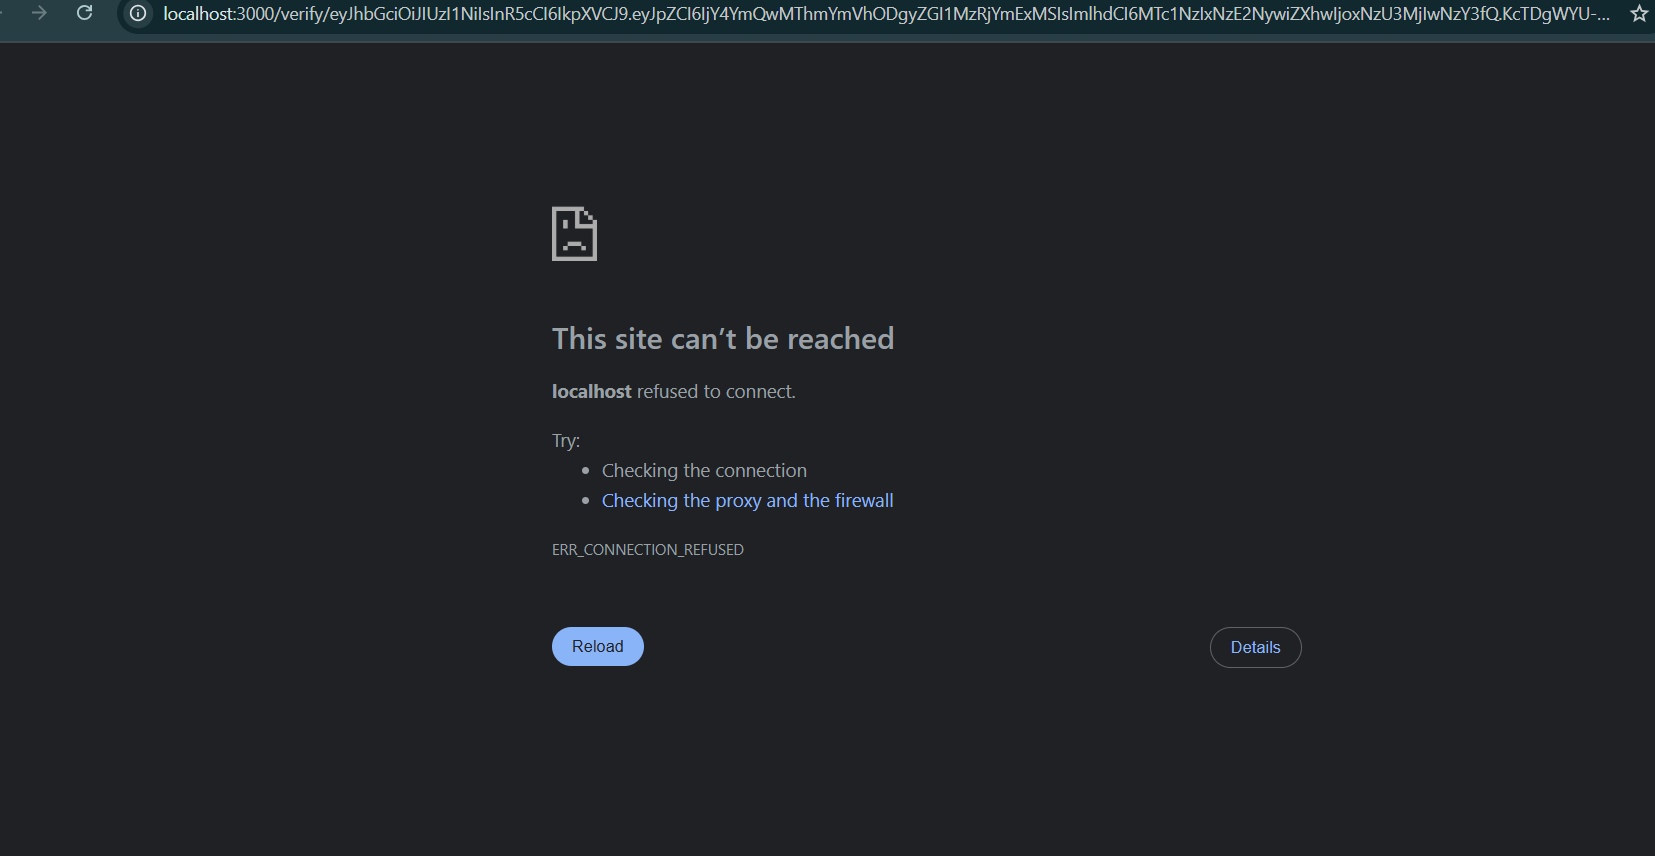 localhost:3000/verify/eyJhbGciOiJIUzI1NiIsInR5cCI6IkpXVCJ9.eyJpZCI6IjY4YmQwMThmYmVhODgyZGI1MzRjYmExMSIsImlhdCI6MTc1NzIxNzE2NywiZXhwIjoxNzU3MjIwNzY3fQ.KcTDgWYU-...
This site can’t be reached
localhost refused to connect.
Try:
Checking the connection
Checking the proxy and the firewall
ERR_CONNECTION_REFUSED
Reload
Details